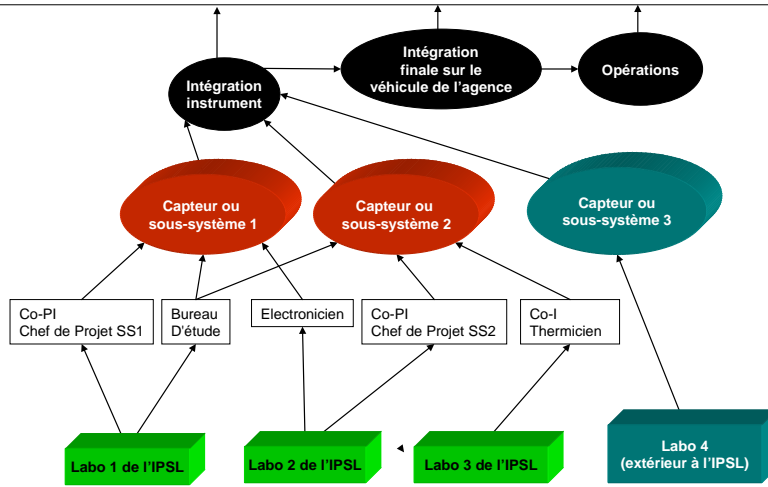 Intégration
finale sur le
véhicule de l'agence
Opérations
Intégration
instrument
Capteur ou
sous-système 1
Capteur ou
sous-système 2
Capteur ou
sous-système 3
Co-PI
Chef de Projet SS1
Bureau
D'étude
Electronicien
Co-PI
Chef de Projet SS2
Co-I
Thermicien
Labo 1 de l'IPSL
Labo 2 de l'IPSL
Labo 3 de l'IPSL
Labo 4
(extérieur à l'IPSL)